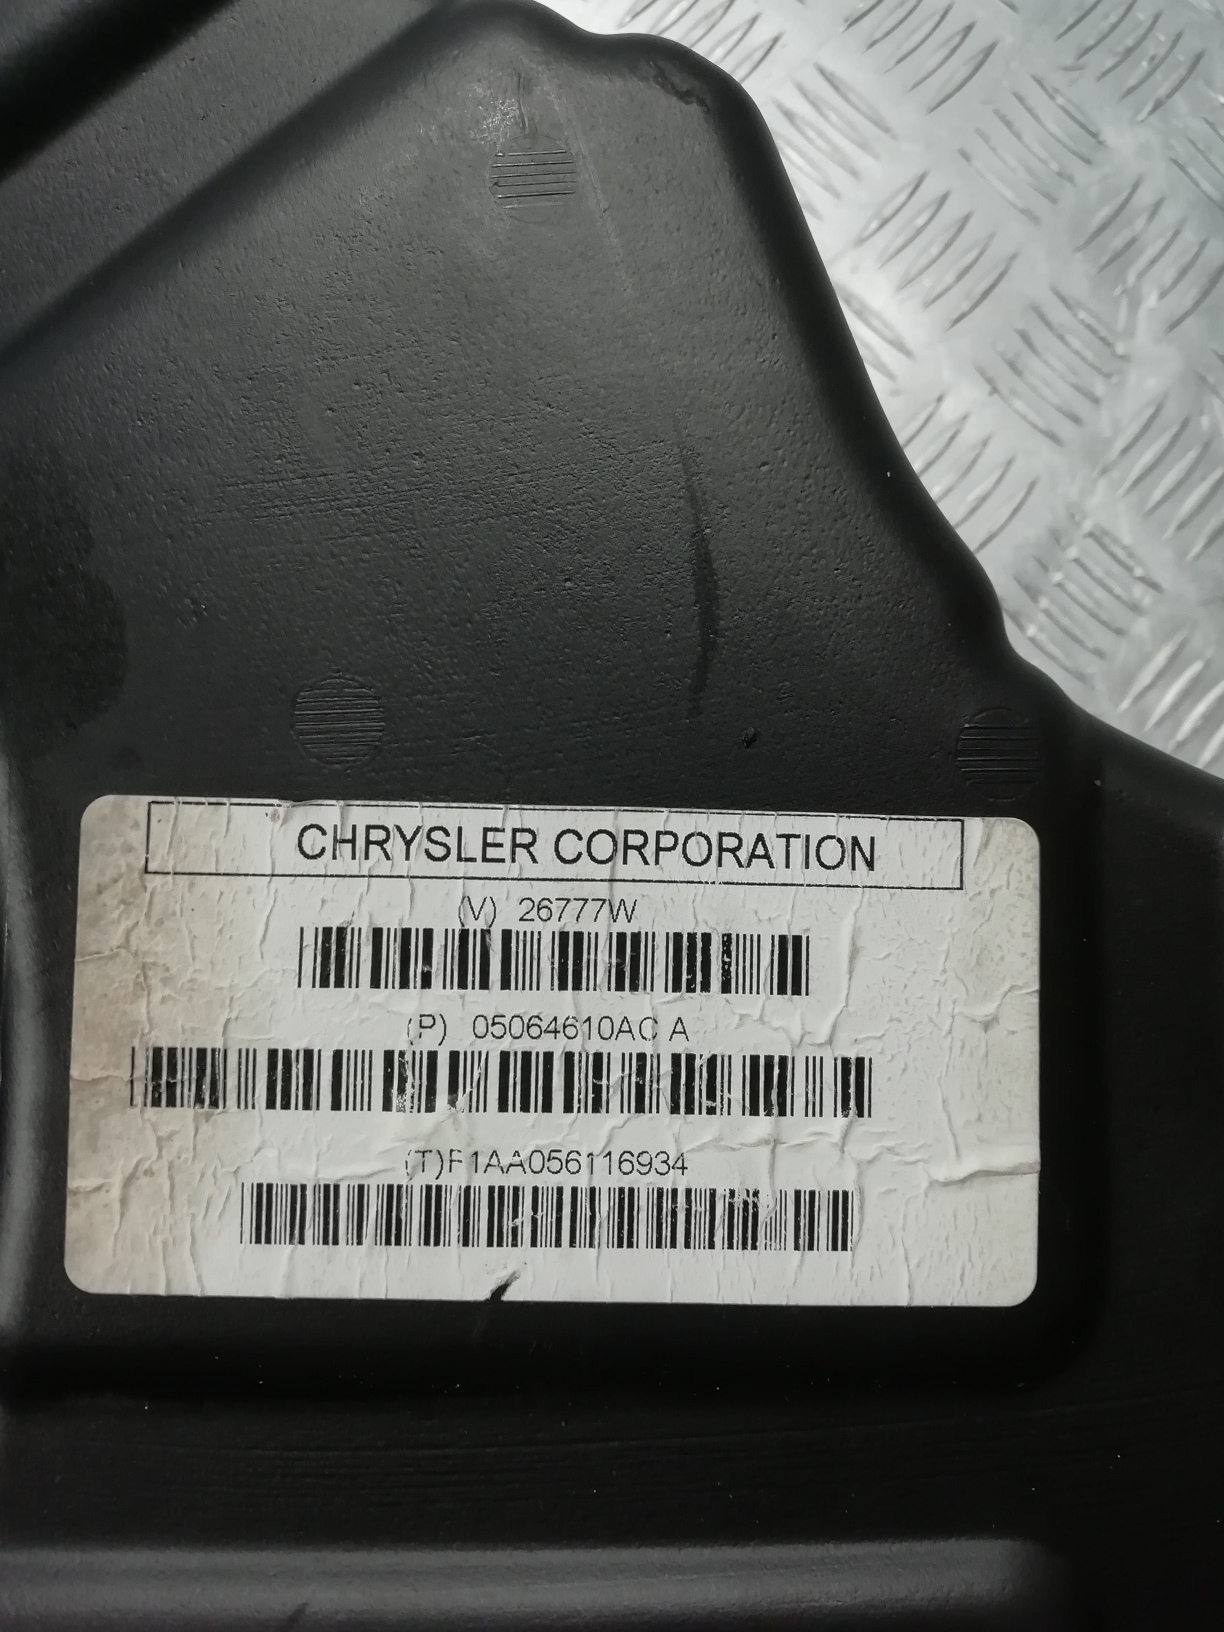 CHRYSLER CORPORATION
(V) 26777W
(P) 05064610AC A
(T)F1AA056116934